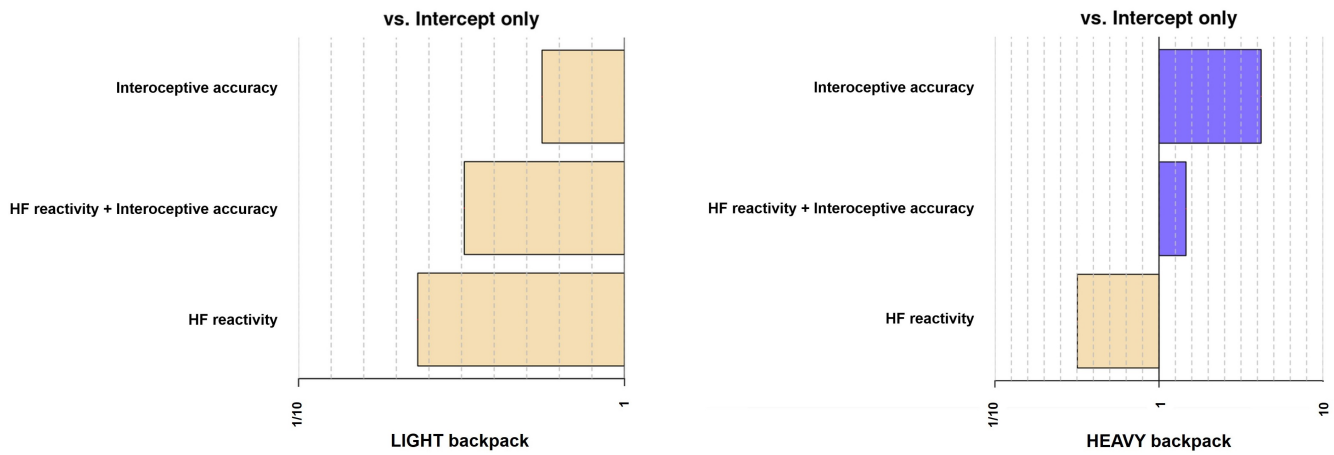 vs. Intercept only
Interoceptive accuracy
HF reactivity + Interoceptive accuracy
HF reactivity
1/10
1
LIGHT backpack
vs. Intercept only
Interoceptive accuracy
HF reactivity + Interoceptive accuracy
HF reactivity
1/10
1
10
HEAVY backpack